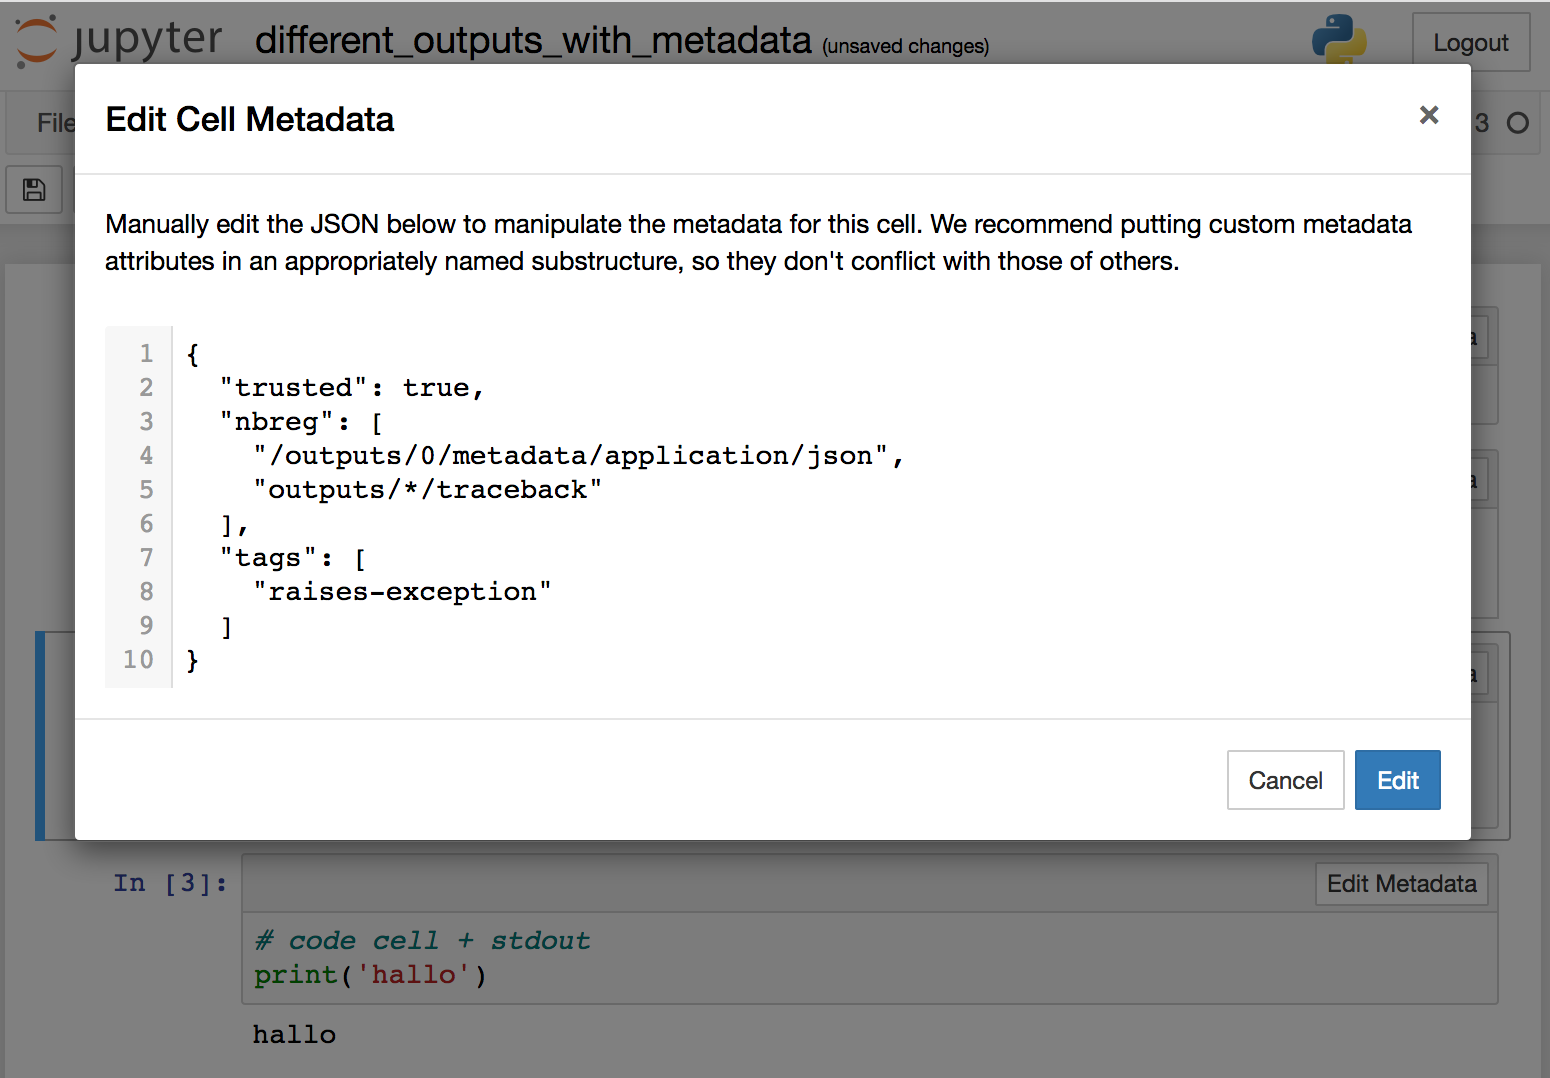 jupyter different_outputs_with_metadata (unsaved changes)
Logout
File
3
Edit Cell Metadata
×
Manually edit the JSON below to manipulate the metadata for this cell. We recommend putting custom metadata
attributes in an appropriately named substructure, so they don't conflict with those of others.
1 {
2 "trusted": true,
3 "nbreg": [
4 "/outputs/0/metadata/application/json",
5 "outputs/*/traceback"
6 ],
7 "tags": [
8 "raises-exception"
9 ]
10 }
Cancel
Edit
In [3]:
Edit Metadata
# code cell + stdout
print('hallo')
hallo